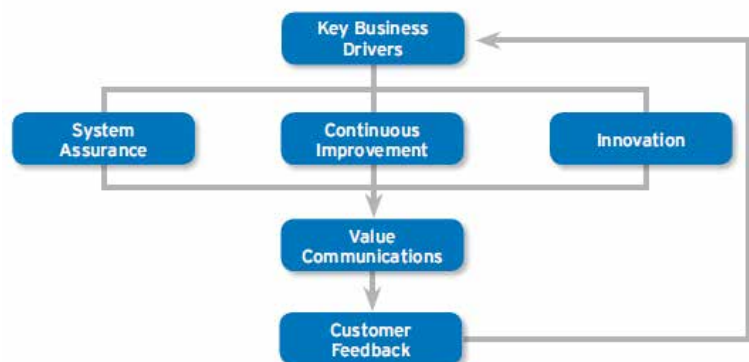 Key Business
Drivers
System
Assurance
Continuous
Improvement
Innovation
Value
Communications
Customer
Feedback